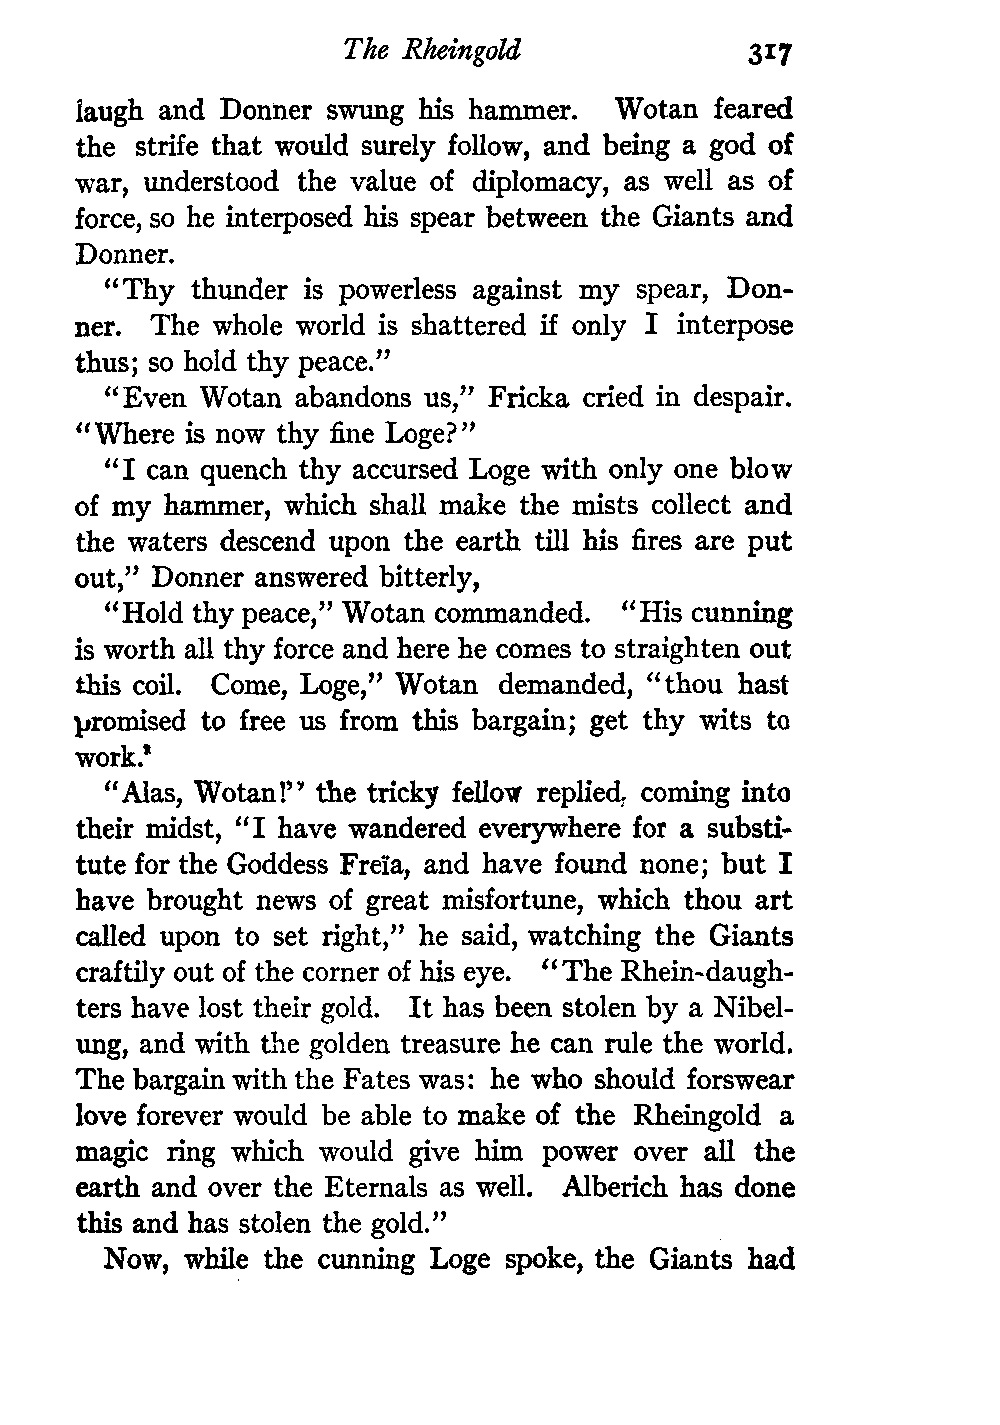 The Rheingold 317
laugh and Donner swung his hammer. Wotan feared
the strife that would surely follow, and being a god of
war, understood the value of diplomacy, as well as of
force, so he interposed his spear between the Giants and
Donner.
"Thy thunder is powerless against my spear, Don-
ner. The whole world is shattered if only I interpose
thus; so hold thy peace."
"Even Wotan abandons us," Fricka cried in despair.
"Where is now thy fine Loge?"
"I can quench thy accursed Loge with only one blow
of my hammer, which shall make the mists collect and
the waters descend upon the earth till his fires are put
out," Donner answered bitterly,
"Hold thy peace," Wotan commanded. "His cunning
is worth all thy force and here he comes to straighten out
this coil. Come, Loge," Wotan demanded, "thou hast
promised to free us from this bargain; get thy wits to
work."
"Alas, Wotan!" the tricky fellow replied, coming into
their midst, "I have wandered everywhere for a substi-
tute for the Goddess Freïa, and have found none; but I
have brought news of great misfortune, which thou art
called upon to set right," he said, watching the Giants
craftily out of the corner of his eye. "The Rhein-daugh-
ters have lost their gold. It has been stolen by a Nibel-
ung, and with the golden treasure he can rule the world.
The bargain with the Fates was: he who should forswear
love forever would be able to make of the Rheingold a
magic ring which would give him power over all the
earth and over the Eternals as well. Alberich has done
this and has stolen the gold."
Now, while the cunning Loge spoke, the Giants had